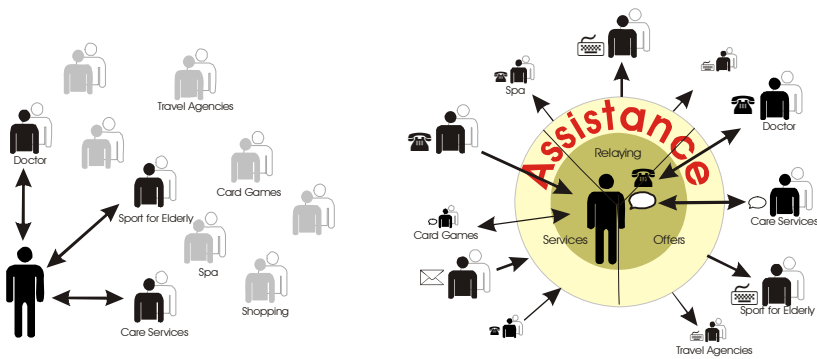 Travel Agencies
Doctor
Card Games
Sport for Elderly
Spa
Shopping
Care Services
Assistance
Relaying
Services
Offers
Spa
Doctor
Care Services
Card Games
Sport for Elderly
Travel Agencies